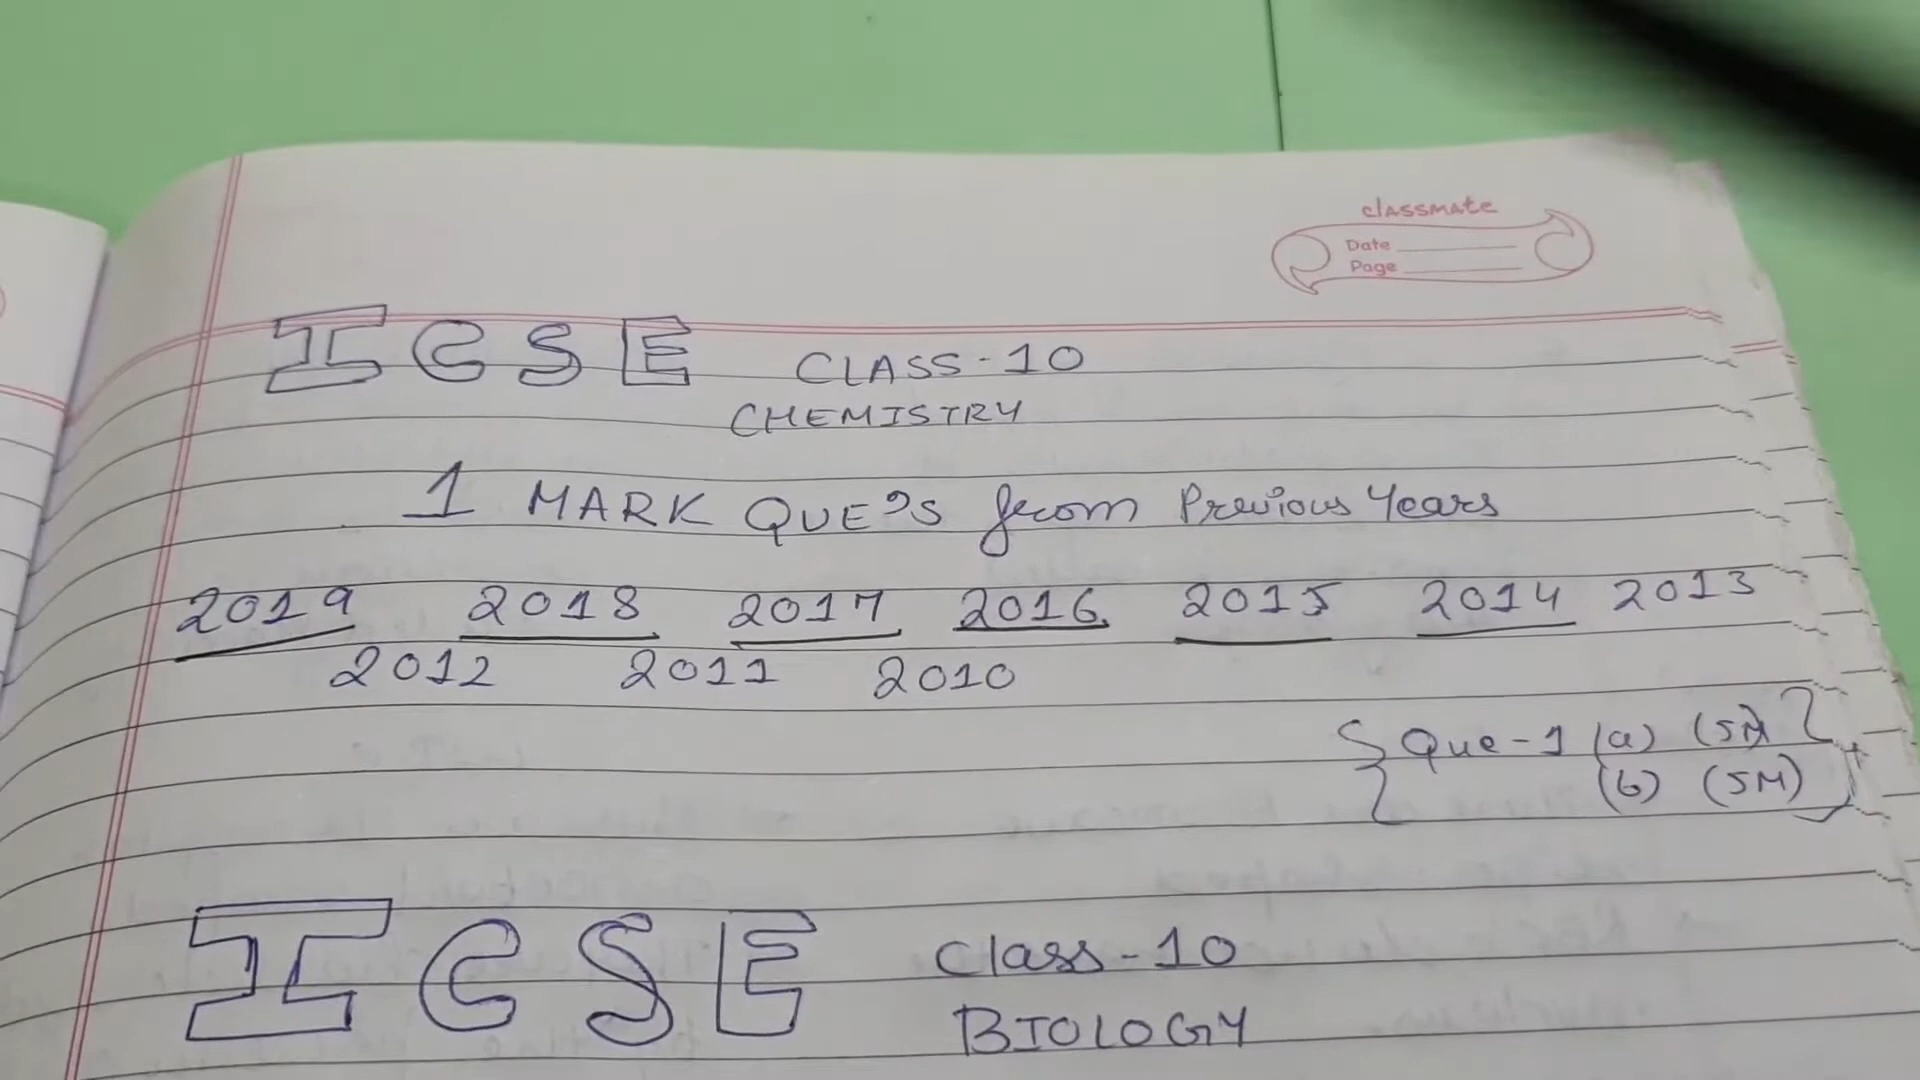 classmate
Date
Page
ICSE CLASS-10
CHEMISTRY
1 MARK QUE'S from Previous Years
2019 2018 2017 2016 2015 2014 2013
2012 2011 2010
{Que-1 (a) (5M)
(b) (5M)}
ICSE Class-10
BIOLOGY